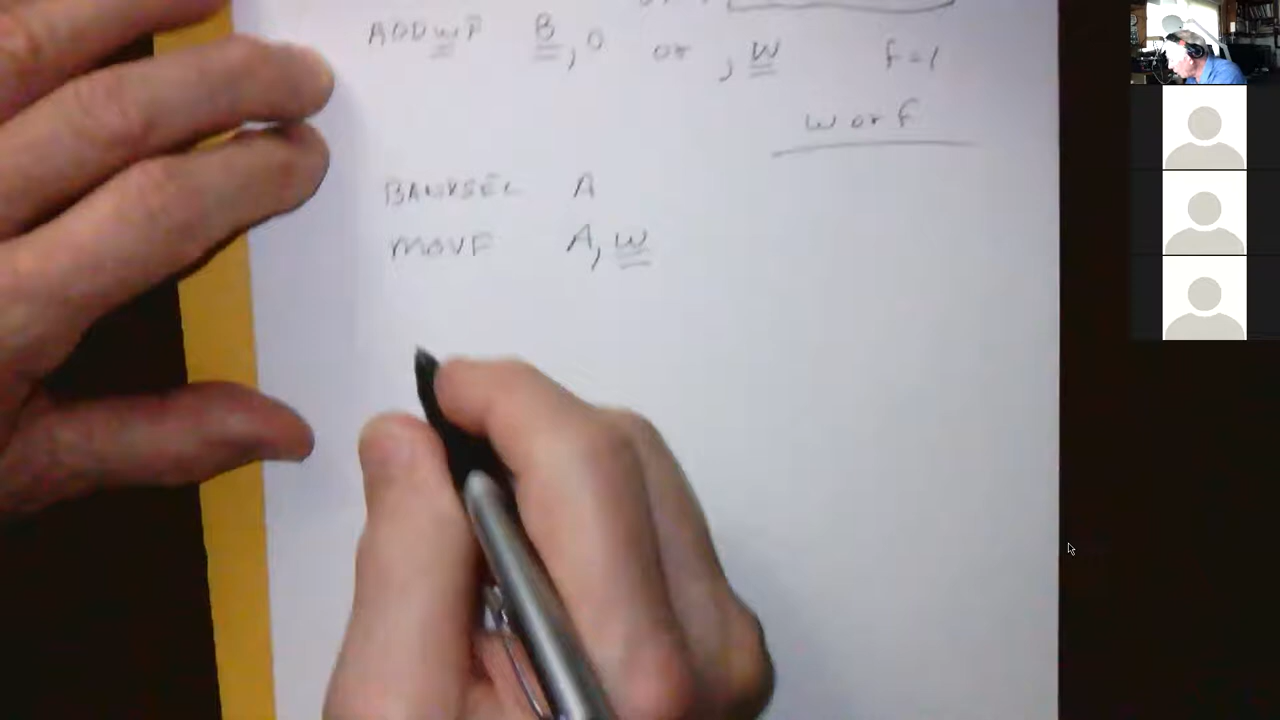 ADDWF B, 0 or , W f=1
w or f
BANKSEL A
MOVF A, W